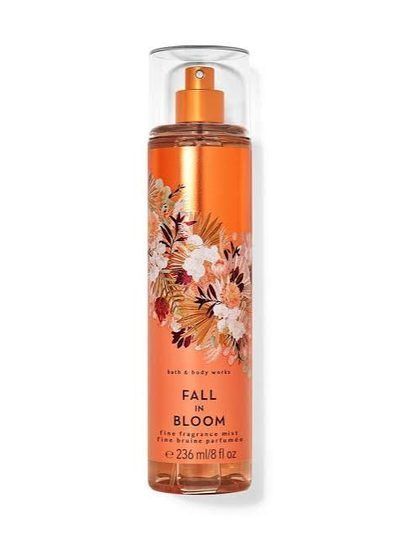 bath & body works
FALL
IN
BLOOM
fine fragrance mist
fine bruine parfumée
e 236 ml/8 fl oz